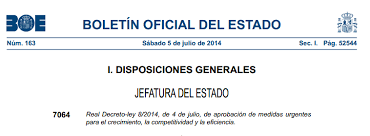 BOE
BOLETÍN OFICIAL DEL ESTADO
Núm. 163 Sábado 5 de julio de 2014 Sec. I. Pág. 52544
I. DISPOSICIONES GENERALES
JEFATURA DEL ESTADO
7064 Real Decreto-ley 8/2014, de 4 de julio, de aprobación de medidas urgentes
para el crecimiento, la competitividad y la eficiencia.